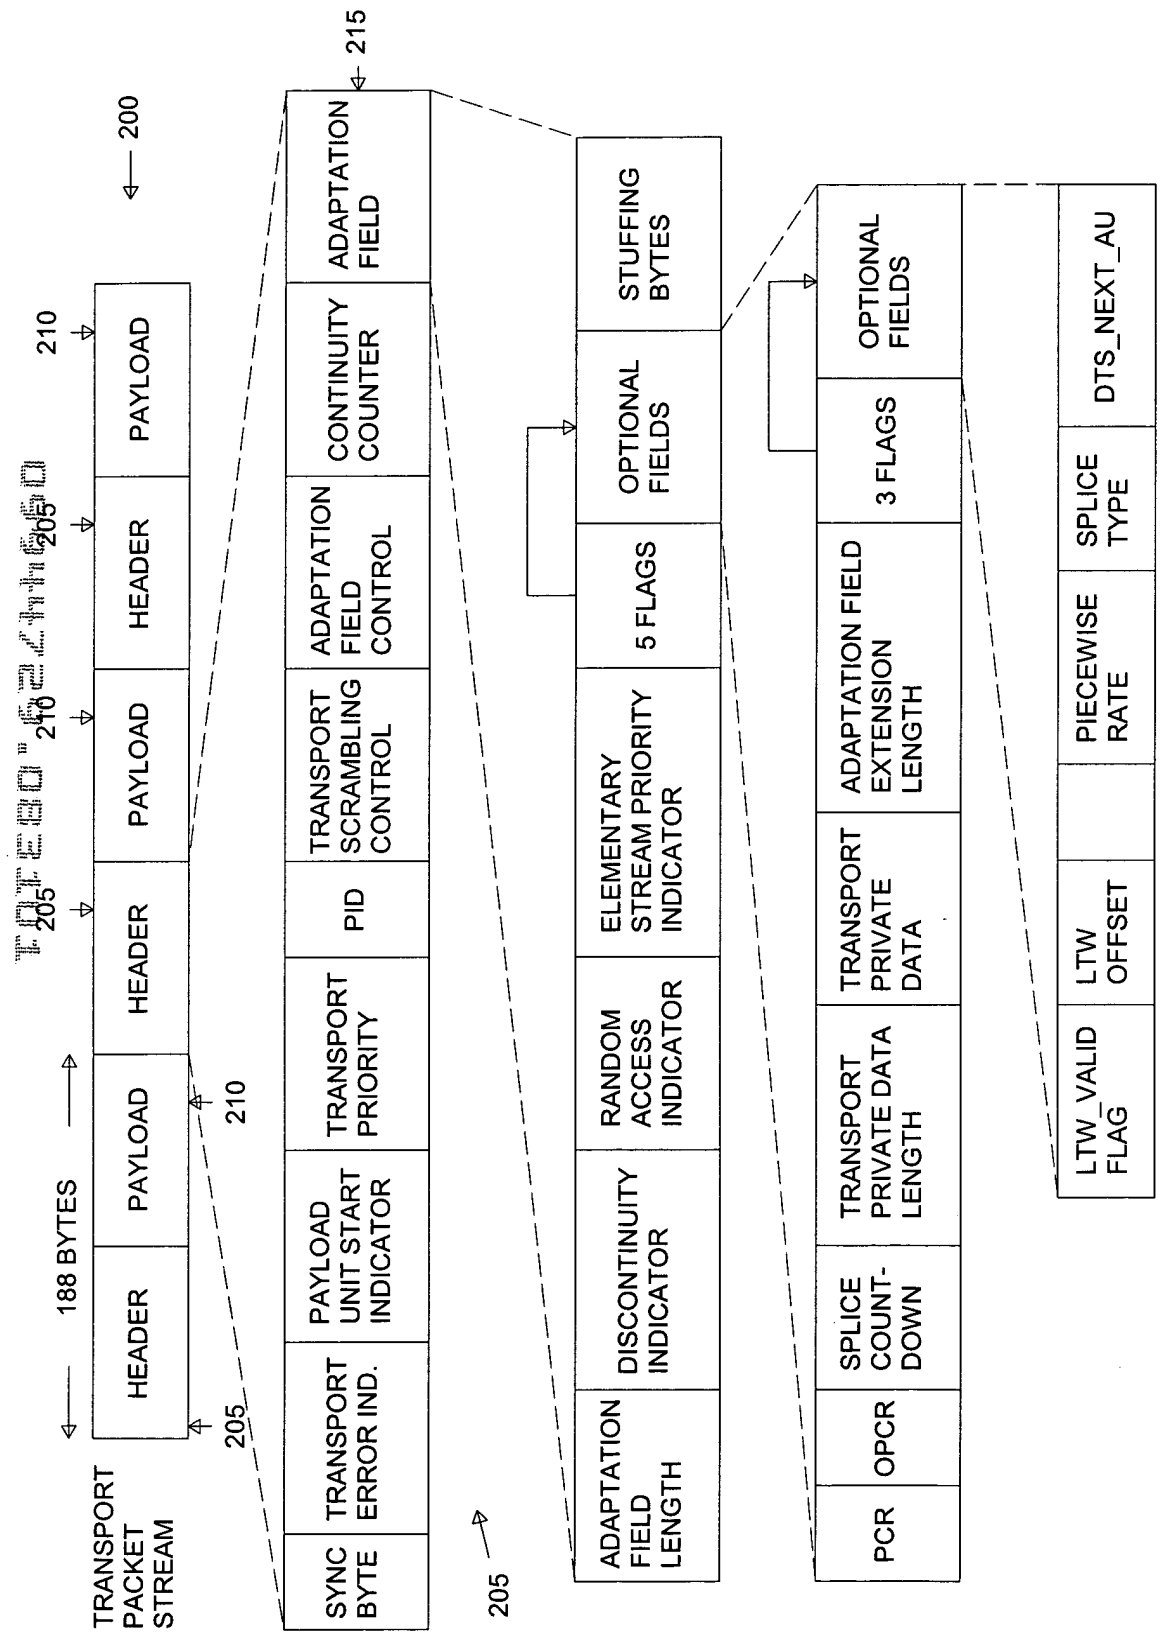 TRANSPORT
PACKET
STREAM
188 BYTES
200
205
210
205
210
205
210
HEADER
PAYLOAD
HEADER
PAYLOAD
HEADER
PAYLOAD
215
SYNC
BYTE
TRANSPORT
ERROR IND.
PAYLOAD
UNIT START
INDICATOR
TRANSPORT
PRIORITY
PID
TRANSPORT
SCRAMBLING
CONTROL
ADAPTATION
FIELD
CONTROL
CONTINUITY
COUNTER
ADAPTATION
FIELD
205
ADAPTATION
FIELD
LENGTH
DISCONTINUITY
INDICATOR
RANDOM
ACCESS
INDICATOR
ELEMENTARY
STREAM PRIORITY
INDICATOR
5 FLAGS
OPTIONAL
FIELDS
STUFFING
BYTES
PCR
OPCR
SPLICE
COUNT-
DOWN
TRANSPORT
PRIVATE DATA
LENGTH
TRANSPORT
PRIVATE
DATA
ADAPTATION FIELD
EXTENSION
LENGTH
3 FLAGS
OPTIONAL
FIELDS
LTW_VALID
FLAG
LTW
OFFSET
PIECEWISE
RATE
SPLICE
TYPE
DTS_NEXT_AU